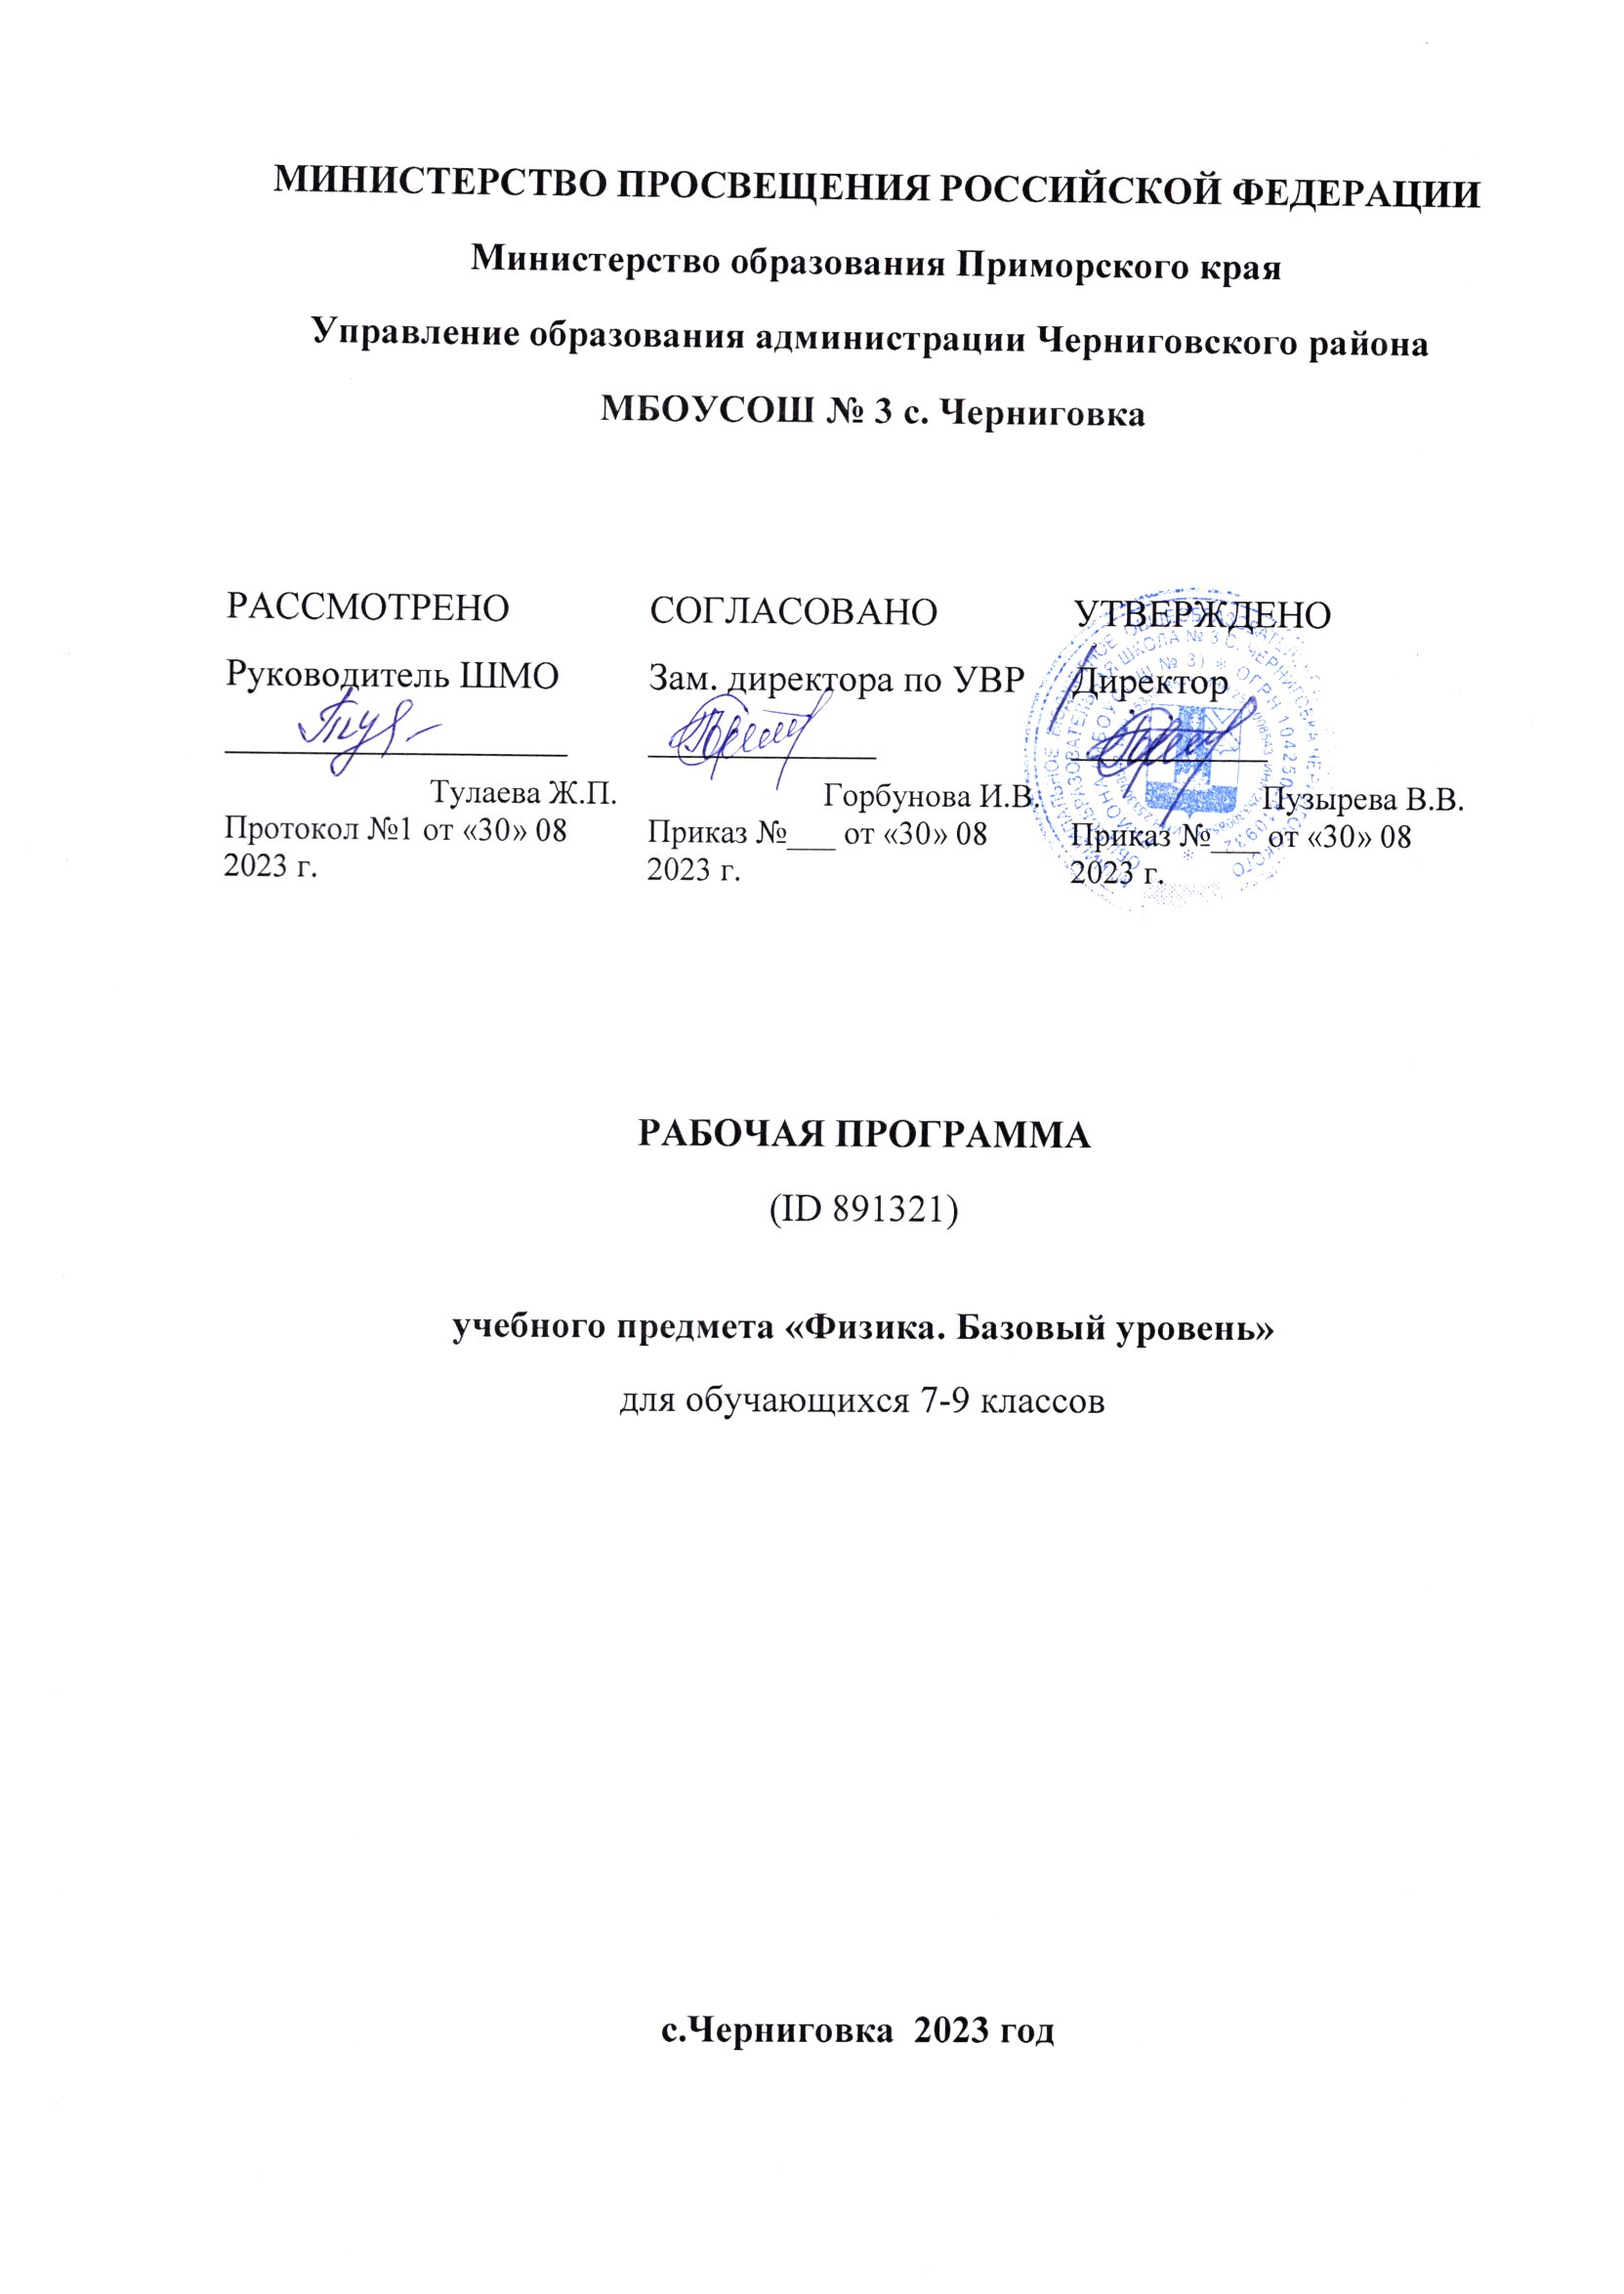 МИНИСТЕРСТВО ПРОСВЕЩЕНИЯ РОССИЙСКОЙ ФЕДЕРАЦИИ
Министерство образования Приморского края
Управление образования администрации Черниговского района
МБОУСОШ № 3 с. Черниговка
РАССМОТРЕНО
Руководитель ШМО
Тулаева Ж.П.
Протокол №1 от «30» 08
2023 г.
СОГЛАСОВАНО
Зам. директора по УВР
Горбунова И.В.
Приказ №___ от «30» 08
2023 г.
УТВЕРЖДЕНО
Директор
Пузырева В.В.
Приказ №___ от «30» 08
2023 г.
РАБОЧАЯ ПРОГРАММА
(ID 891321)
учебного предмета «Физика. Базовый уровень»
для обучающихся 7-9 классов
с.Черниговка 2023 год